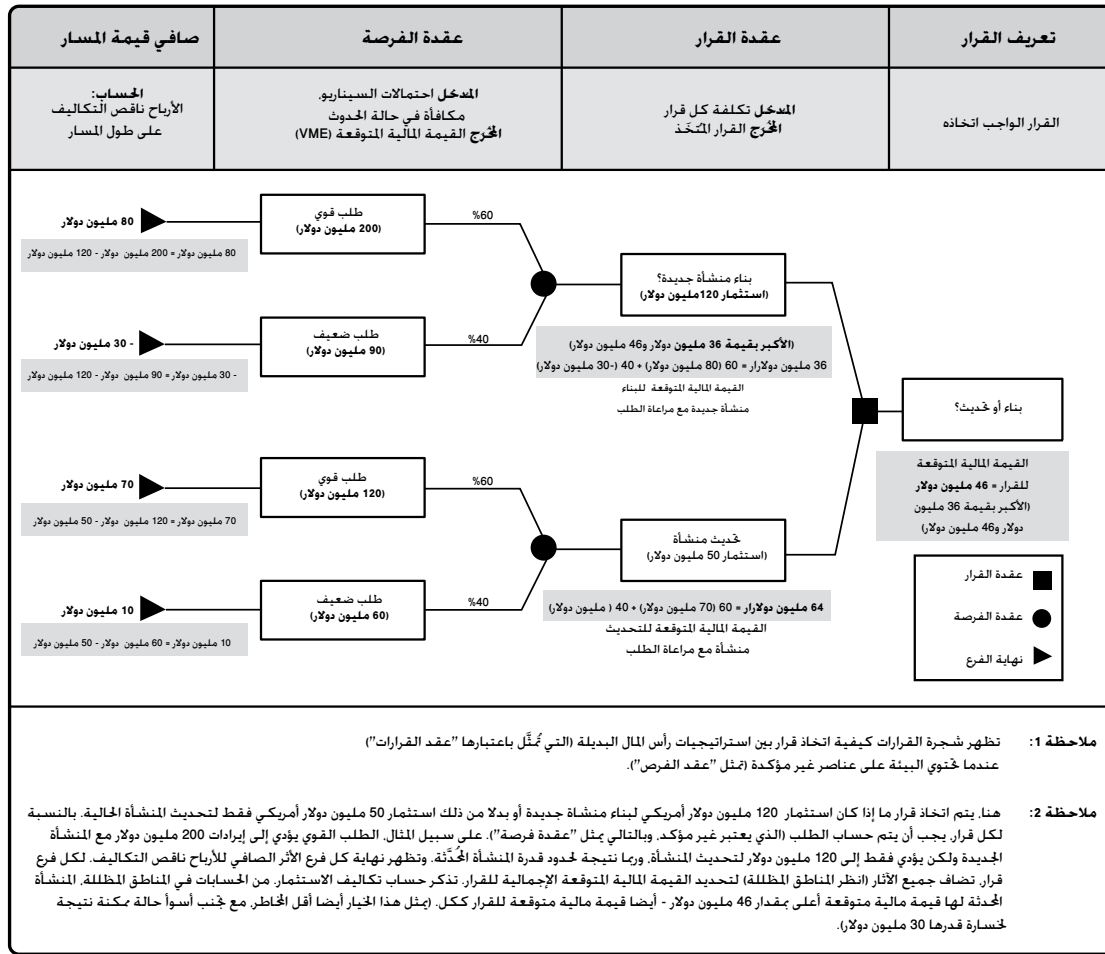 تعريف القرار
عقدة القرار
عقدة الفرصة
صافي قيمة المسار
القرار الواجب اتخاذه
المدخل تكلفة كل قرار
المخرج القرار المتّخَذ
المدخل احتمالات السيناريو،
مكافأة في حالة الحدوث
المخرج القيمة المالية المتوقعة (VME)
الحساب:
الأرباح ناقص التكاليف
على طول المسار
بناء أو تحديث؟
القيمة المالية المتوقعة
للقرار = 46 مليون دولار
(الأكبر بقيمة 36 مليون
دولار و46 مليون دولار)
عقدة القرار
عقدة الفرصة
نهاية الفرع
بناء منشأة جديدة؟
(استثمار 120مليون دولار)
(الأكبر بقيمة 36 مليون دولار و46 مليون دولار)
36 مليون دولارار = 60 (80 مليون دولار) + 40 (-30 مليون دولار)
القيمة المالية المتوقعة للبناء
منشأة جديدة مع مراعاة الطلب
%60
طلب قوي
(200 مليون دولار)
80 مليون دولار
80 مليون دولار = 200 مليون دولار - 120 مليون دولار
%40
طلب ضعيف
(90 مليون دولار)
- 30 مليون دولار
- 30 مليون دولار = 90 مليون دولار - 120 مليون دولار
تحديث منشأة
(استثمار 50 مليون دولار)
64 مليون دولارار = 60 (70 مليون دولار) + 40 ( مليون دولار)
القيمة المالية المتوقعة للتحديث
منشأة مع مراعاة الطلب
%60
طلب قوي
(120 مليون دولار)
70 مليون دولار
70 مليون دولار = 120 مليون دولار - 50 مليون دولار
%40
طلب ضعيف
(60 مليون دولار)
10 مليون دولار
10 مليون دولار = 60 مليون دولار - 50 مليون دولار
ملاحظة 1: تظهر شجرة القرارات كيفية اتخاذ قرار بين استراتيجيات رأس المال البديلة (التي تُمثَّل باعتبارها "عقد القرارات")
عندما تحتوي البيئة على عناصر غير مؤكدة (تمثل "عقد الفرص").
ملاحظة 2: هنا، يتم اتخاذ قرار ما إذا كان استثمار 120 مليون دولار أمريكي لبناء منشاة جديدة أو بدلا من ذلك استثمار 50 مليون دولار أمريكي فقط لتحديث المنشأة الحالية. بالنسبة
لكل قرار، يجب أن يتم حساب الطلب (الذي يعتبر غير مؤكد، وبالتالي يمثل "عقدة فرصة"). على سبيل المثال، الطلب القوي يؤدي إلى إيرادات 200 مليون دولار مع المنشأة
الجديدة ولكن يؤدي فقط إلى 120 مليون دولار لتحديث المنشأة، وربما نتيجة لحدود قدرة المنشأة المُحدَّثة. وتظهر نهاية كل فرع الأثر الصافي للأرباح ناقص التكاليف. لكل فرع
قرار، تضاف جميع الآثار (انظر المناطق المظللة) لتحديد القيمة المالية المتوقعة الإجمالية للقرار. تذكر حساب تكاليف الاستثمار. من الحسابات في المناطق المظللة، المنشأة
المحدثة لها قيمة مالية متوقعة أعلى بمقدار 46 مليون دولار - أيضا قيمة مالية متوقعة للقرار ككل. (يمثل هذا الخيار أيضا أقل المخاطر، مع تجنب أسوأ حالة ممكنة نتيجة
لخسارة قدرها 30 مليون دولار).